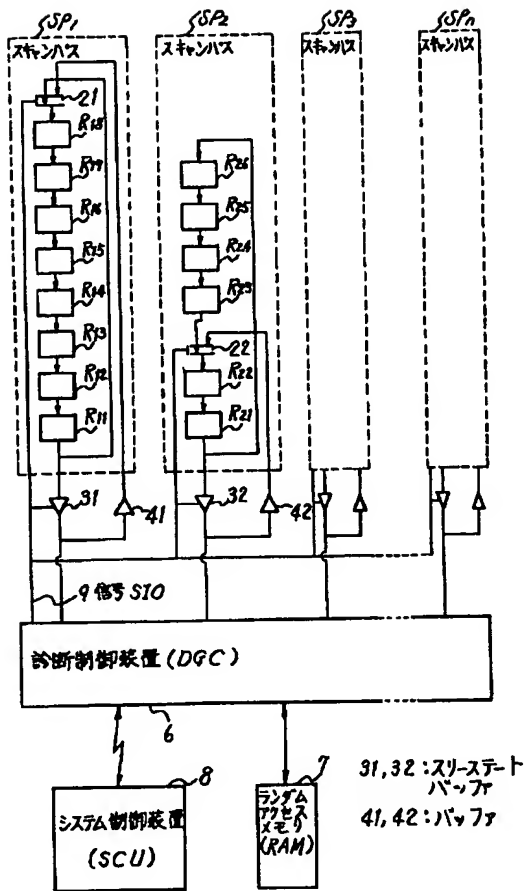 SP1
SP2
SP3
SPn
スキャンパス
スキャンパス
スキャンパス
スキャンパス
21
R18
R17
R16
R15
R14
R13
R12
R11
R26
R25
R24
R23
22
R22
R21
31
41
32
42
9 信号 SIO
診断制御装置 (DGC)
6
8
7
システム制御装置
(SCU)
ランダム
アクセス
メモリ
(RAM)
31,32:スリーステート
バッファ
41,42:バッファ